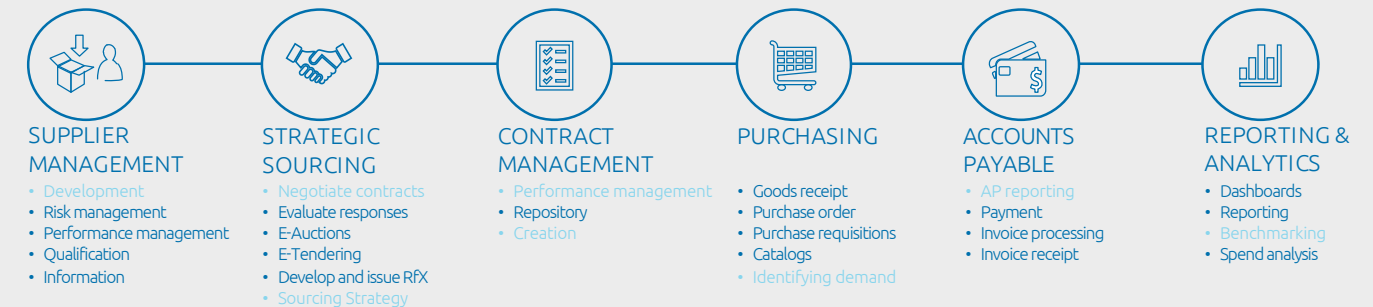 SUPPLIER
MANAGEMENT
• Development
• Risk management
• Performance management
• Qualification
• Information
STRATEGIC
SOURCING
• Negotiate contracts
• Evaluate responses
• E-Auctions
• E-Tendering
• Develop and issue RfX
• Sourcing Strategy
CONTRACT
MANAGEMENT
• Performance management
• Repository
• Creation
PURCHASING
• Goods receipt
• Purchase order
• Purchase requisitions
• Catalogs
• Identifying demand
$
ACCOUNTS
PAYABLE
• AP reporting
• Payment
• Invoice processing
• Invoice receipt
REPORTING &
ANALYTICS
• Dashboards
• Reporting
• Benchmarking
• Spend analysis